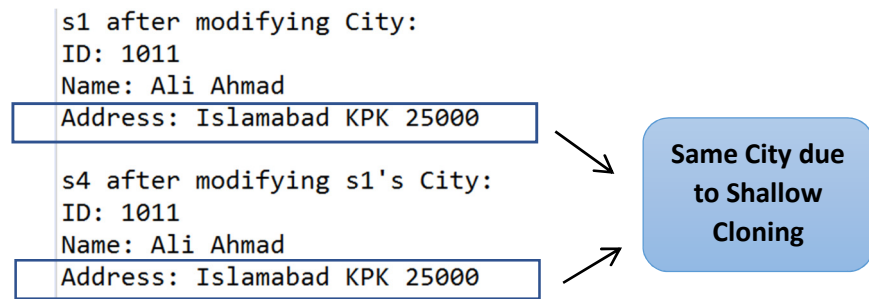 s1 after modifying City:
ID: 1011
Name: Ali Ahmad
Address: Islamabad KPK 25000
s4 after modifying s1's City:
ID: 1011
Name: Ali Ahmad
Address: Islamabad KPK 25000
Same City due
to Shallow
Cloning